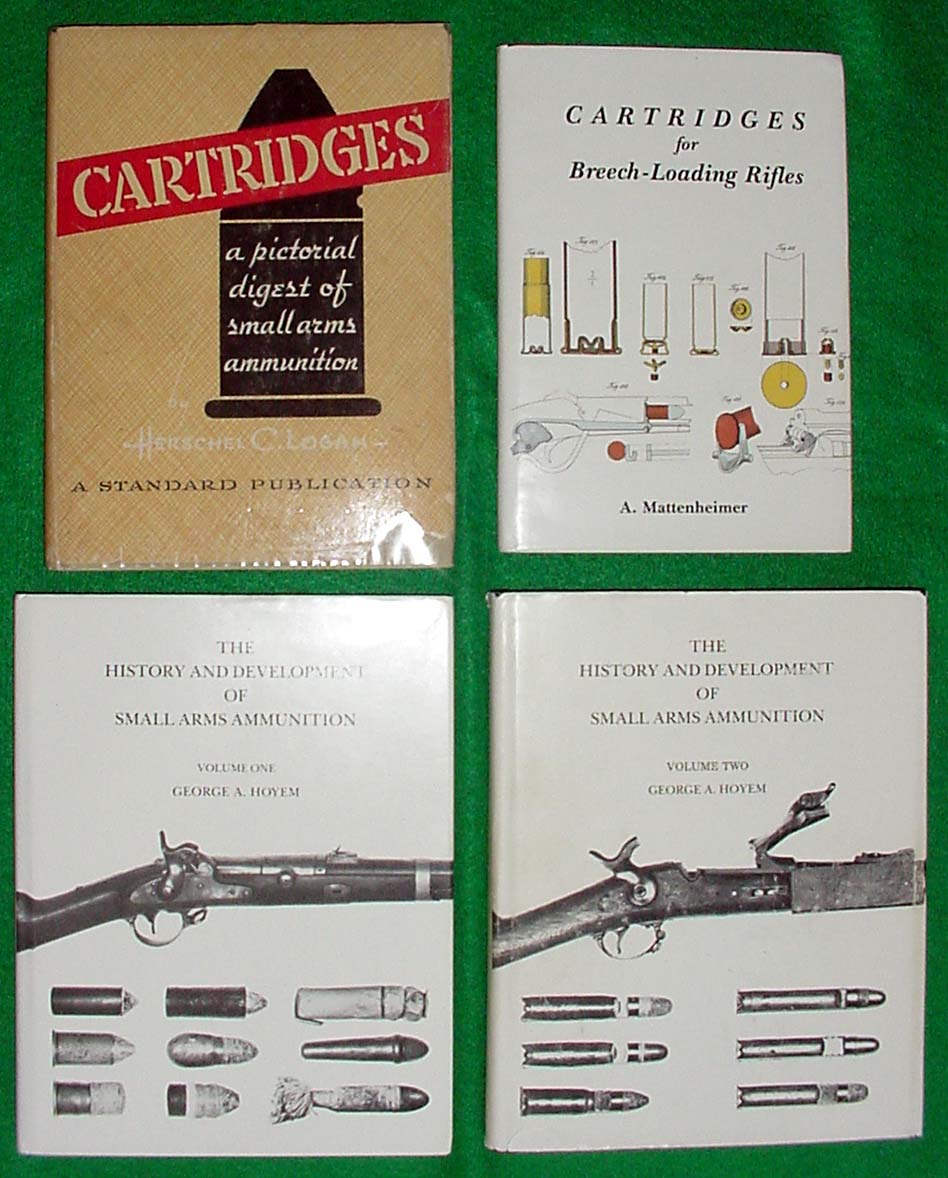 CARTRIDGES
a pictorial
digest of
small arms
ammunition
by
HERSCHEL C. LOGAN
A STANDARD PUBLICATION
CARTRIDGES
for
Breech-Loading Rifles
A. Mattenheimer
THE
HISTORY AND DEVELOPMENT
OF
SMALL ARMS AMMUNITION
VOLUME ONE
GEORGE A. HOYEM
THE
HISTORY AND DEVELOPMENT
OF
SMALL ARMS AMMUNITION
VOLUME TWO
GEORGE A. HOYEM